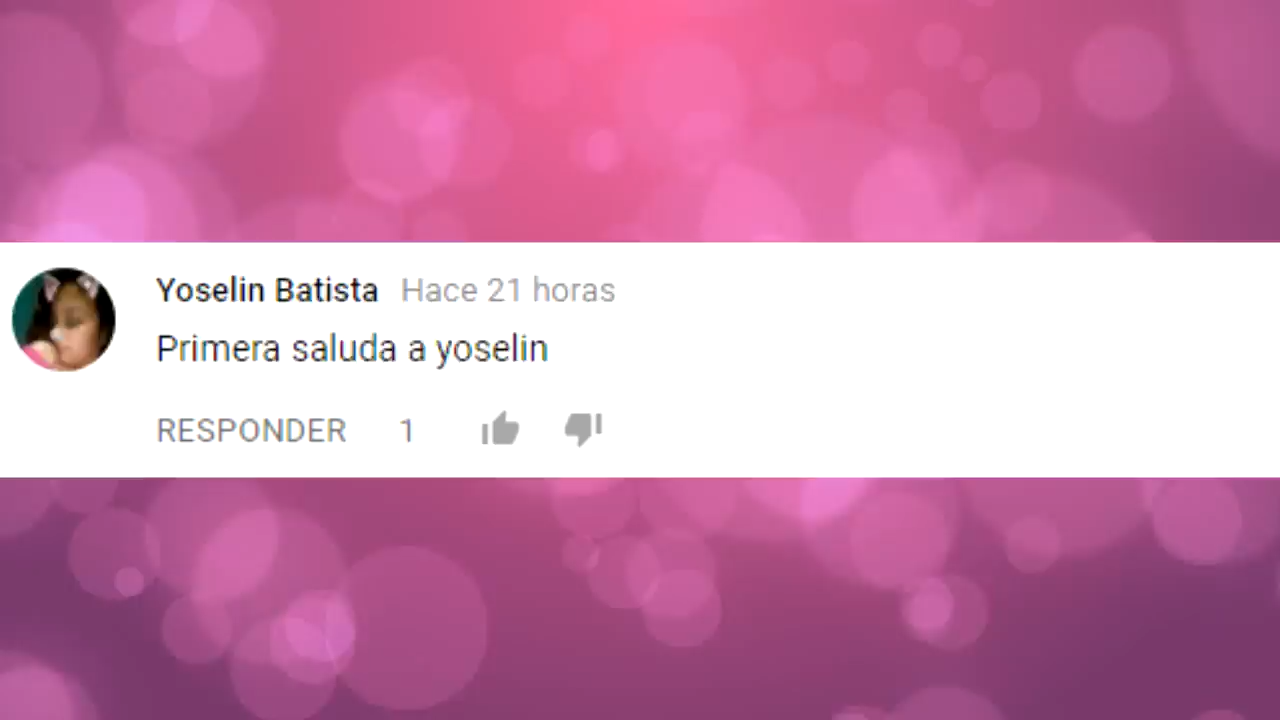 Yoselin Batista Hace 21 horas
Primera saluda a yoselin
RESPONDER 1